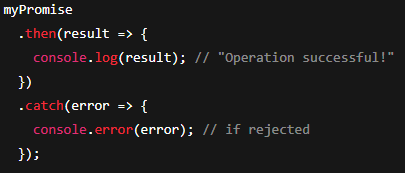 myPromise
  .then(result => {
    console.log(result); // "Operation successful!"
  })
  .catch(error => {
    console.error(error); // if rejected
  });